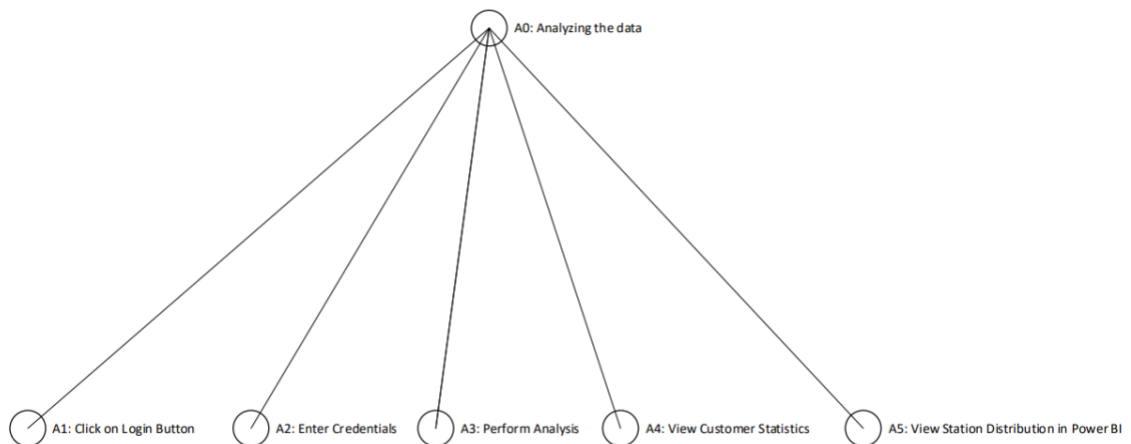 A0: Analyzing the data
A1: Click on Login Button
A2: Enter Credentials
A3: Perform Analysis
A4: View Customer Statistics
A5: View Station Distribution in Power BI